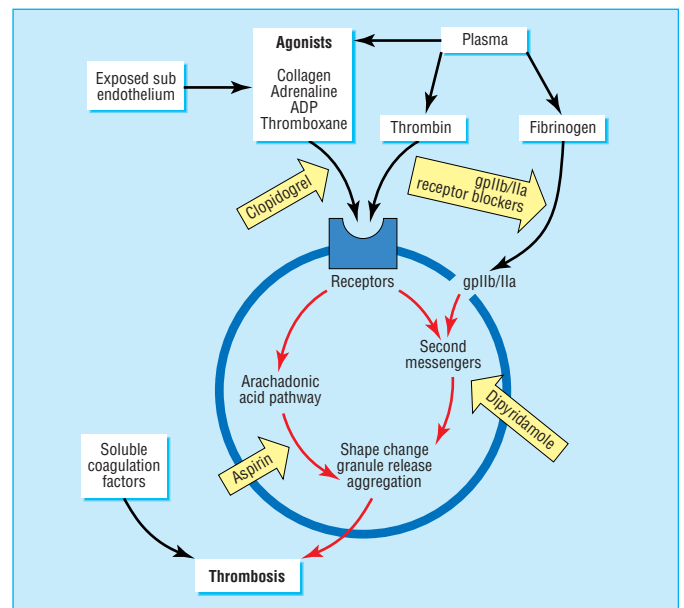 Agonists
Collagen
Adrenaline
ADP
Thromboxane
Plasma
Exposed sub
endothelium
Thrombin
Fibrinogen
Clopidogrel
gpIIb/IIa
receptor blockers
Receptors
gpIIb/IIa
Second
messengers
Arachadonic
acid pathway
Dipyridamole
Aspirin
Shape change
granule release
aggregation
Soluble
coagulation
factors
Thrombosis